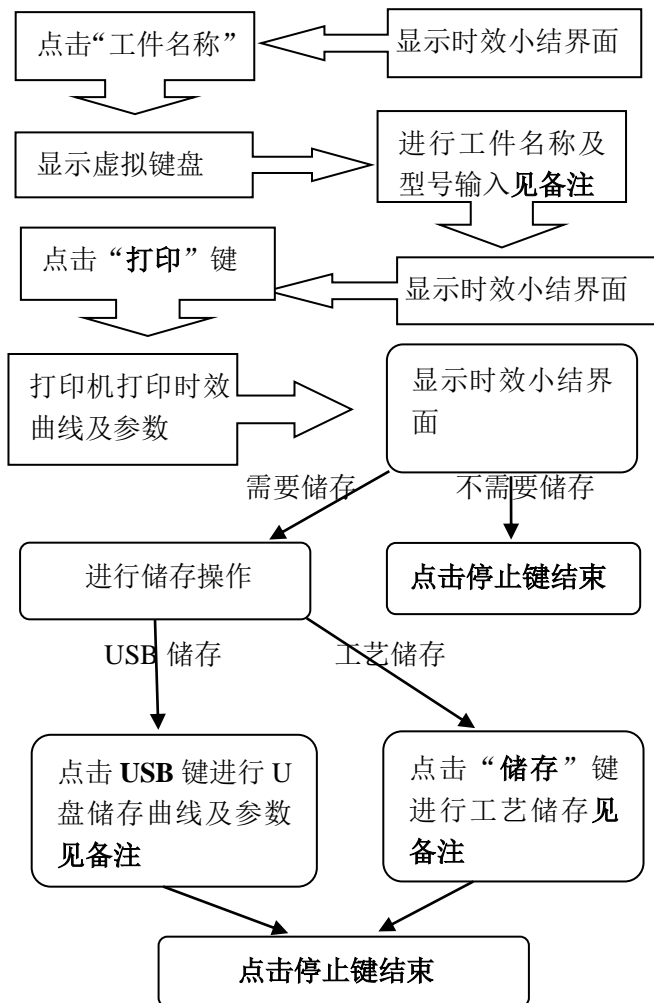 点击“工件名称”
显示时效小结界面
显示虚拟键盘
进行工件名称及
型号输入见备注
点击“打印”键
显示时效小结界面
打印机打印时效
曲线及参数
显示时效小结界
面
需要储存
不需要储存
进行储存操作
点击停止键结束
USB 储存
工艺储存
点击 USB 键进行 U
盘储存曲线及参数
见备注
点击“储存”键
进行工艺储存见
备注
点击停止键结束